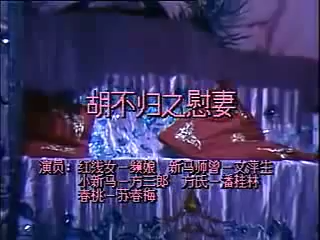 胡不归之慰妻
演员：红线女－频娘　新马师曾－文萍生
小新马－方三郎　方氏－潘桂林
春桃－苏春梅